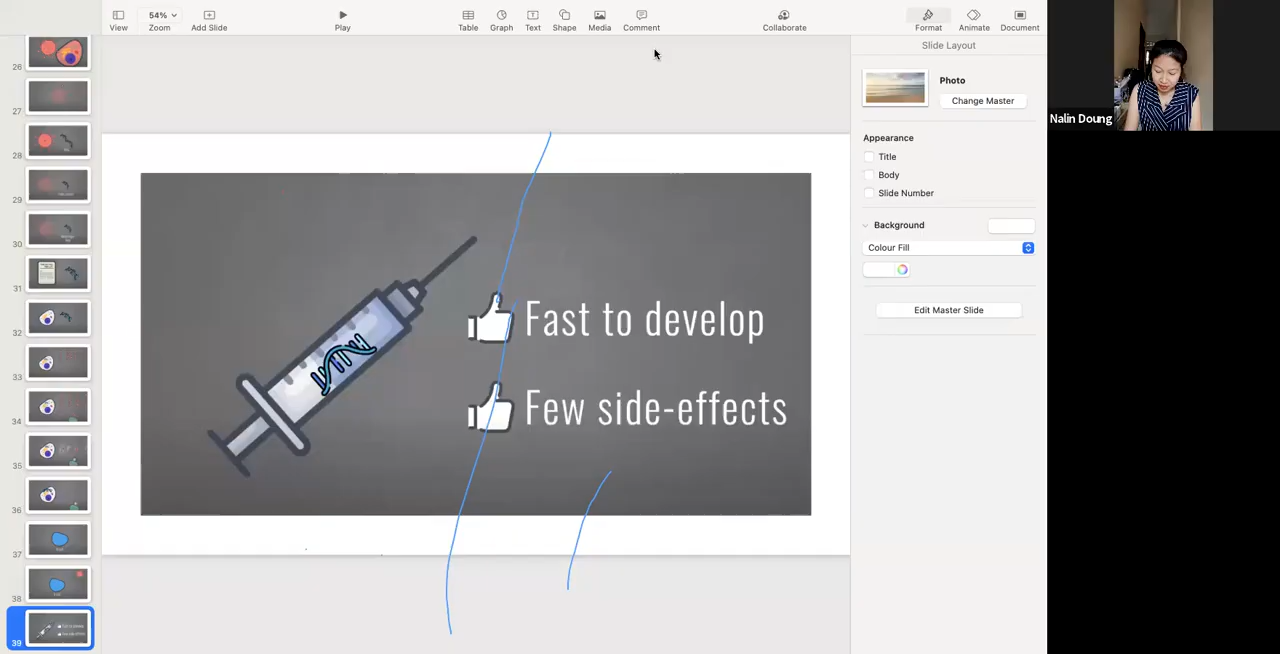 54%
View
Zoom
Add Slide
Play
Table
Graph
Text
Shape
Media
Comment
Collaborate
Format
Animate
Document
26
27
28
29
30
31
32
33
34
35
36
37
38
39
Fast to develop
Few side-effects
Slide Layout
Photo
Change Master
Appearance
Title
Body
Slide Number
Background
Colour Fill
Edit Master Slide
Nalin Doung